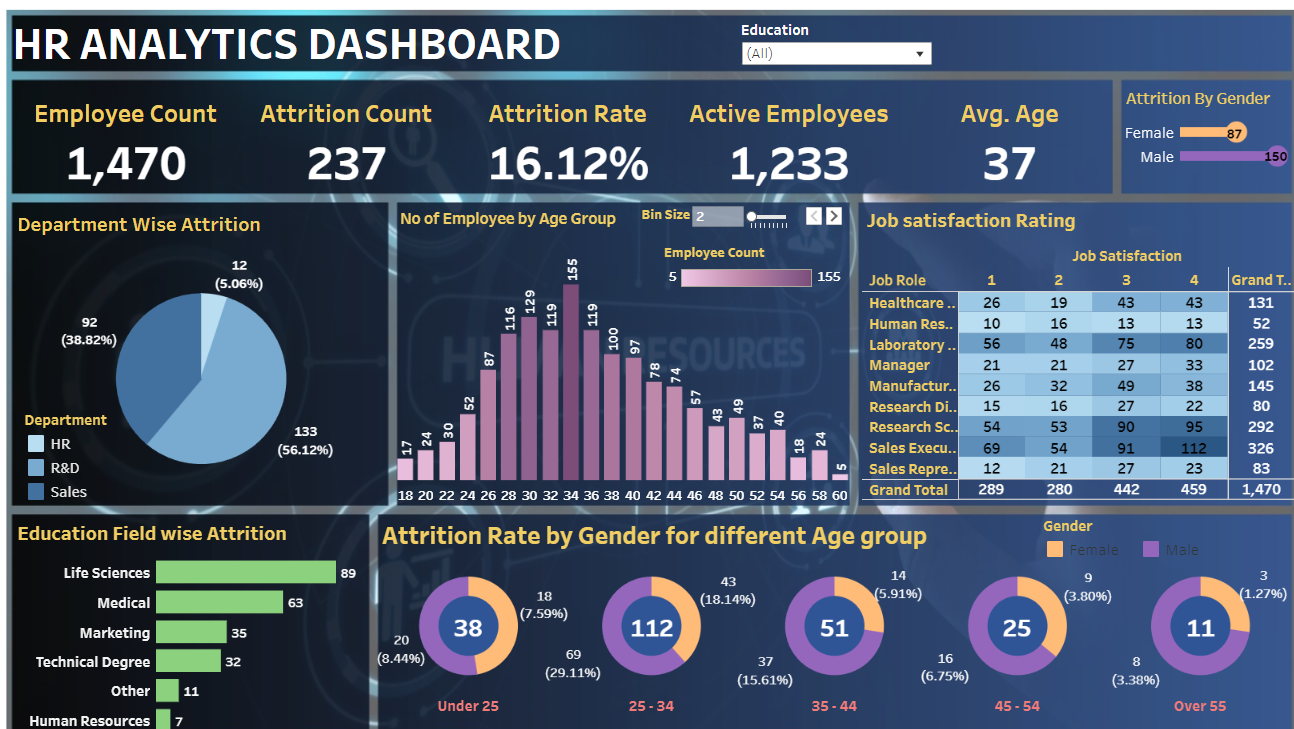 HR ANALYTICS DASHBOARD
Education
(All)
Employee Count
Attrition Count
Attrition Rate
Active Employees
Avg. Age
1,470
237
16.12%
1,233
37
Attrition By Gender
Female 87
Male 150
Department Wise Attrition
12
(5.06%)
92
(38.82%)
133
(56.12%)
Department
HR
R&D
Sales
No of Employee by Age Group
Bin Size 2
Employee Count
5 155
17 24 30 52 87 116 129 119 155 119 100 97 78 74 57 43 49 37 40 18 24 5
18 20 22 24 26 28 30 32 34 36 38 40 42 44 46 48 50 52 54 56 58 60
HUMAN RESOURCES
Job satisfaction Rating
Job Satisfaction
Job Role 1 2 3 4 Grand T..
Healthcare .. 26 19 43 43 131
Human Res.. 10 16 13 13 52
Laboratory .. 56 48 75 80 259
Manager 21 21 27 33 102
Manufactur.. 26 32 49 38 145
Research Di.. 15 16 27 22 80
Research Sc.. 54 53 90 95 292
Sales Execu.. 69 54 91 112 326
Sales Repre.. 12 21 27 23 83
Grand Total 289 280 442 459 1,470
Education Field wise Attrition
Life Sciences 89
Medical 63
Marketing 35
Technical Degree 32
Other 11
Human Resources 7
Attrition Rate by Gender for different Age group
Gender
Female Male
38
18
(7.59%)
20
(8.44%)
Under 25
112
43
(18.14%)
69
(29.11%)
25 - 34
51
14
(5.91%)
37
(15.61%)
35 - 44
25
9
(3.80%)
16
(6.75%)
45 - 54
11
3
(1.27%)
8
(3.38%)
Over 55